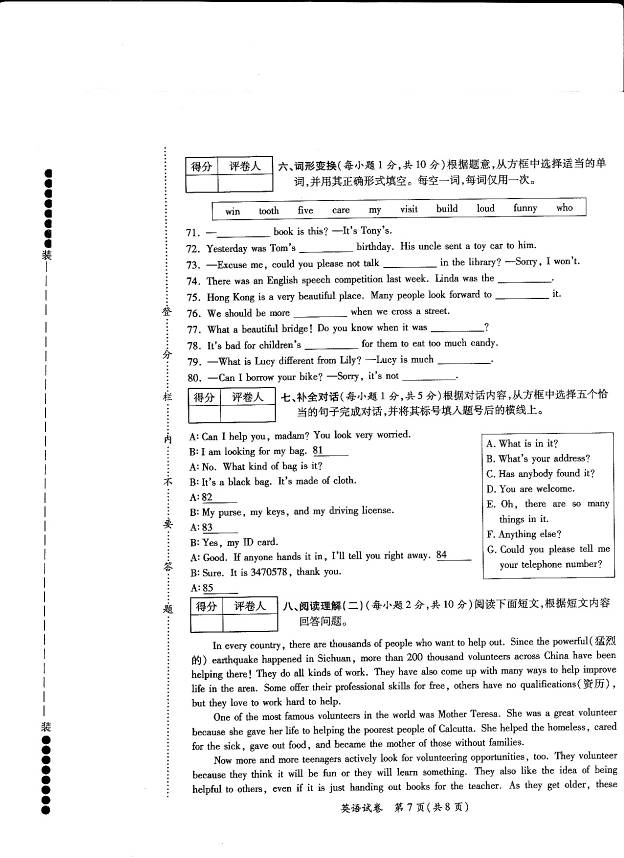 得分 评卷人
六、词形变换(每小题1分,共10分)根据题意,从方框中选择适当的单
词,并用其正确形式填空。每空一词,每词仅用一次。
win tooth five care my visit build loud funny who
71. —__________ book is this? —It's Tony's.
72. Yesterday was Tom's __________ birthday. His uncle sent a toy car to him.
73. —Excuse me, could you please not talk __________ in the library? —Sorry, I won't.
74. There was an English speech competition last week. Linda was the __________.
75. Hong Kong is a very beautiful place. Many people look forward to __________ it.
76. We should be more __________ when we cross a street.
77. What a beautiful bridge! Do you know when it was __________?
78. It's bad for children's __________ for them to eat too much candy.
79. —What is Lucy different from Lily? —Lucy is much __________.
80. —Can I borrow your bike? —Sorry, it's not __________.
得分 评卷人
七、补全对话(每小题1分,共5分)根据对话内容,从方框中选择五个恰
当的句子完成对话,并将其标号填入题号后的横线上。
A: Can I help you, madam? You look very worried.
B: I am looking for my bag. 81
A: No. What kind of bag is it?
B: It's a black bag. It's made of cloth.
A: 82
B: My purse, my keys, and my driving license.
A: 83
B: Yes, my ID card.
A: Good. If anyone hands it in, I'll tell you right away. 84
B: Sure. It is 3470578, thank you.
A: 85
A. What is in it?
B. What's your address?
C. Has anybody found it?
D. You are welcome.
E. Oh, there are so many
things in it.
F. Anything else?
G. Could you please tell me
your telephone number?
得分 评卷人
八、阅读理解(二)(每小题2分,共10分)阅读下面短文,根据短文内容
回答问题。
In every country, there are thousands of people who want to help out. Since the powerful(猛烈
的) earthquake happened in Sichuan, more than 200 thousand volunteers across China have been
helping there! They do all kinds of work. They have also come up with many ways to help improve
life in the area. Some offer their professional skills for free, others have no qualifications(资历),
but they love to work hard to help.
One of the most famous volunteers in the world was Mother Teresa. She was a great volunteer
because she gave her life to helping the poorest people of Calcutta. She helped the homeless, cared
for the sick, gave out food, and became the mother of those without families.
Now more and more teenagers actively look for volunteering opportunities, too. They volunteer
because they think it will be fun or they will learn something. They also like the idea of being
helpful to others, even if it is just handing out books for the teacher. As they get older, these
英语试卷 第7页(共8页)
装
装
答
分
栏
内
不
要
答
题